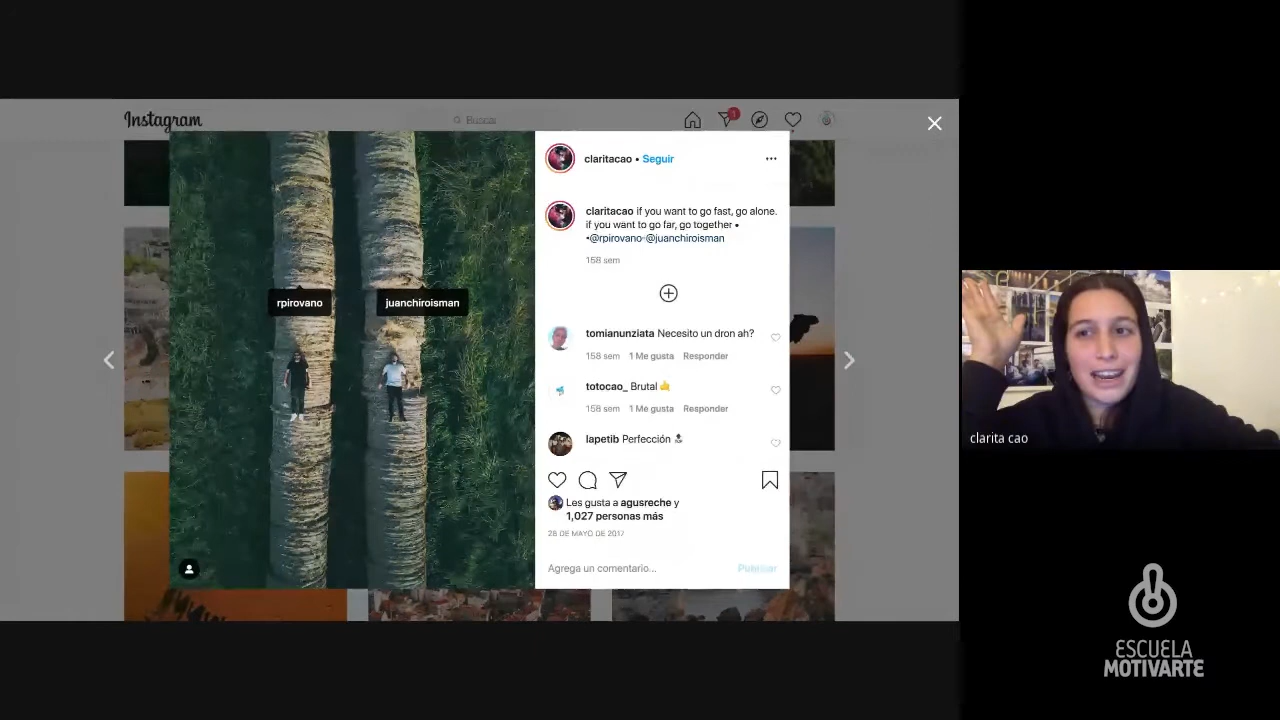 Instagram
Busca
1
claritacao • Seguir
claritacao if you want to go fast, go alone.
if you want to go far, go together •
•@rpirovano-@juanchiroisman
158 sem
rpirovano
juanchiroisman
tomianunziata Necesito un dron ah?
158 sem 1 Me gusta Responder
totocao_ Brutal 🤙
158 sem 1 Me gusta Responder
lapetib Perfección
Les gusta a agusreche y
1,027 personas más
28 DE MAYO DE 2017
Agrega un comentario... Publicar
clarita cao
ESCUELA
MOTIVARTE